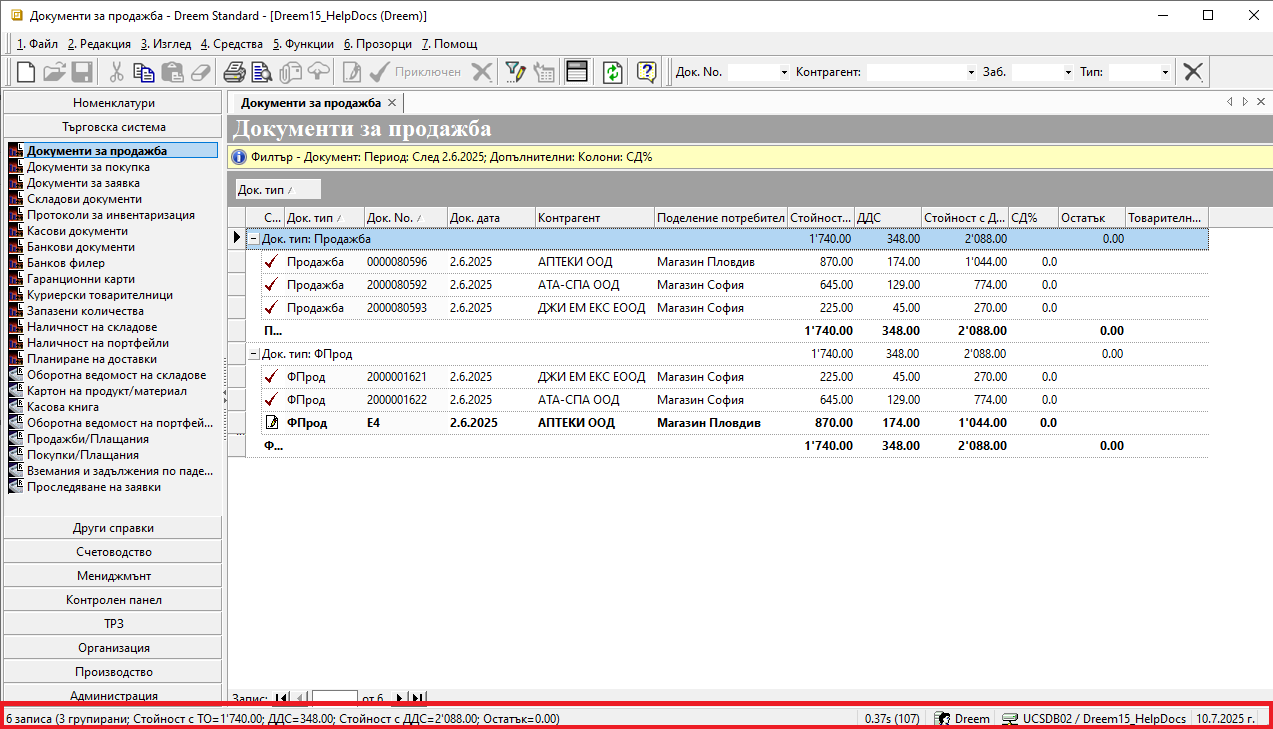 Документи за продажба - Dreem Standard - [Dreem15_HelpDocs (Dreem)]
1. Файл 2. Редакция 3. Изглед 4. Средства 5. Функции 6. Прозорци 7. Помощ
Приключен Док. No. Контрагент: Заб. Тип:
Номенклатури
Търговска система
Документи за продажба
Документи за покупка
Документи за заявка
Складови документи
Протоколи за инвентаризация
Касови документи
Банкови документи
Банков филер
Гаранционни карти
Куриерски товарителници
Запазени количества
Наличност на складове
Наличност на портфейли
Планиране на доставки
Оборотна ведомост на складове
Картон на продукт/материал
Касова книга
Оборотна ведомост на портфей...
Продажби/Плащания
Покупки/Плащания
Вземания и задължения по паде...
Проследяване на заявки
Други справки
Счетоводство
Мениджмънт
Контролен панел
ТРЗ
Организация
Производство
Администрация
Документи за продажба
Документи за продажба
Филтър - Документ: Период: След 2.6.2025; Допълнителни: Колони: СД%
Док. тип
С... Док. тип Док. No. Док. дата Контрагент Поделение потребител Стойност... ДДС Стойност с Д... СД% Остатък Товарителн...
Док. тип: Продажба 1'740.00 348.00 2'088.00 0.00
Продажба 0000080596 2.6.2025 АПТЕКИ ООД Магазин Пловдив 870.00 174.00 1'044.00 0.0
Продажба 0000080592 2.6.2025 АТА-СПА ООД Магазин София 645.00 129.00 774.00 0.0
Продажба 0000080593 2.6.2025 ДЖИ ЕМ ЕКС ЕООД Магазин София 225.00 45.00 270.00 0.0
П... 1'740.00 348.00 2'088.00 0.00
Док. тип: ФПрод 1'740.00 348.00 2'088.00 0.00
ФПрод 2000001621 2.6.2025 ДЖИ ЕМ ЕКС ЕООД Магазин София 225.00 45.00 270.00 0.0
ФПрод 2000001622 2.6.2025 АТА-СПА ООД Магазин София 645.00 129.00 774.00 0.0
ФПрод Е4 2.6.2025 АПТЕКИ ООД Магазин Пловдив 870.00 174.00 1'044.00 0.0
Ф... 1'740.00 348.00 2'088.00 0.00
Запис: от 6
6 записа (3 групирани; Стойност с ТО=1'740.00; ДДС=348.00; Стойност с ДДС=2'088.00; Остатък=0.00) 0.37s (107) Dreem UCSDB02 / Dreem15_HelpDocs 10.7.2025 г.